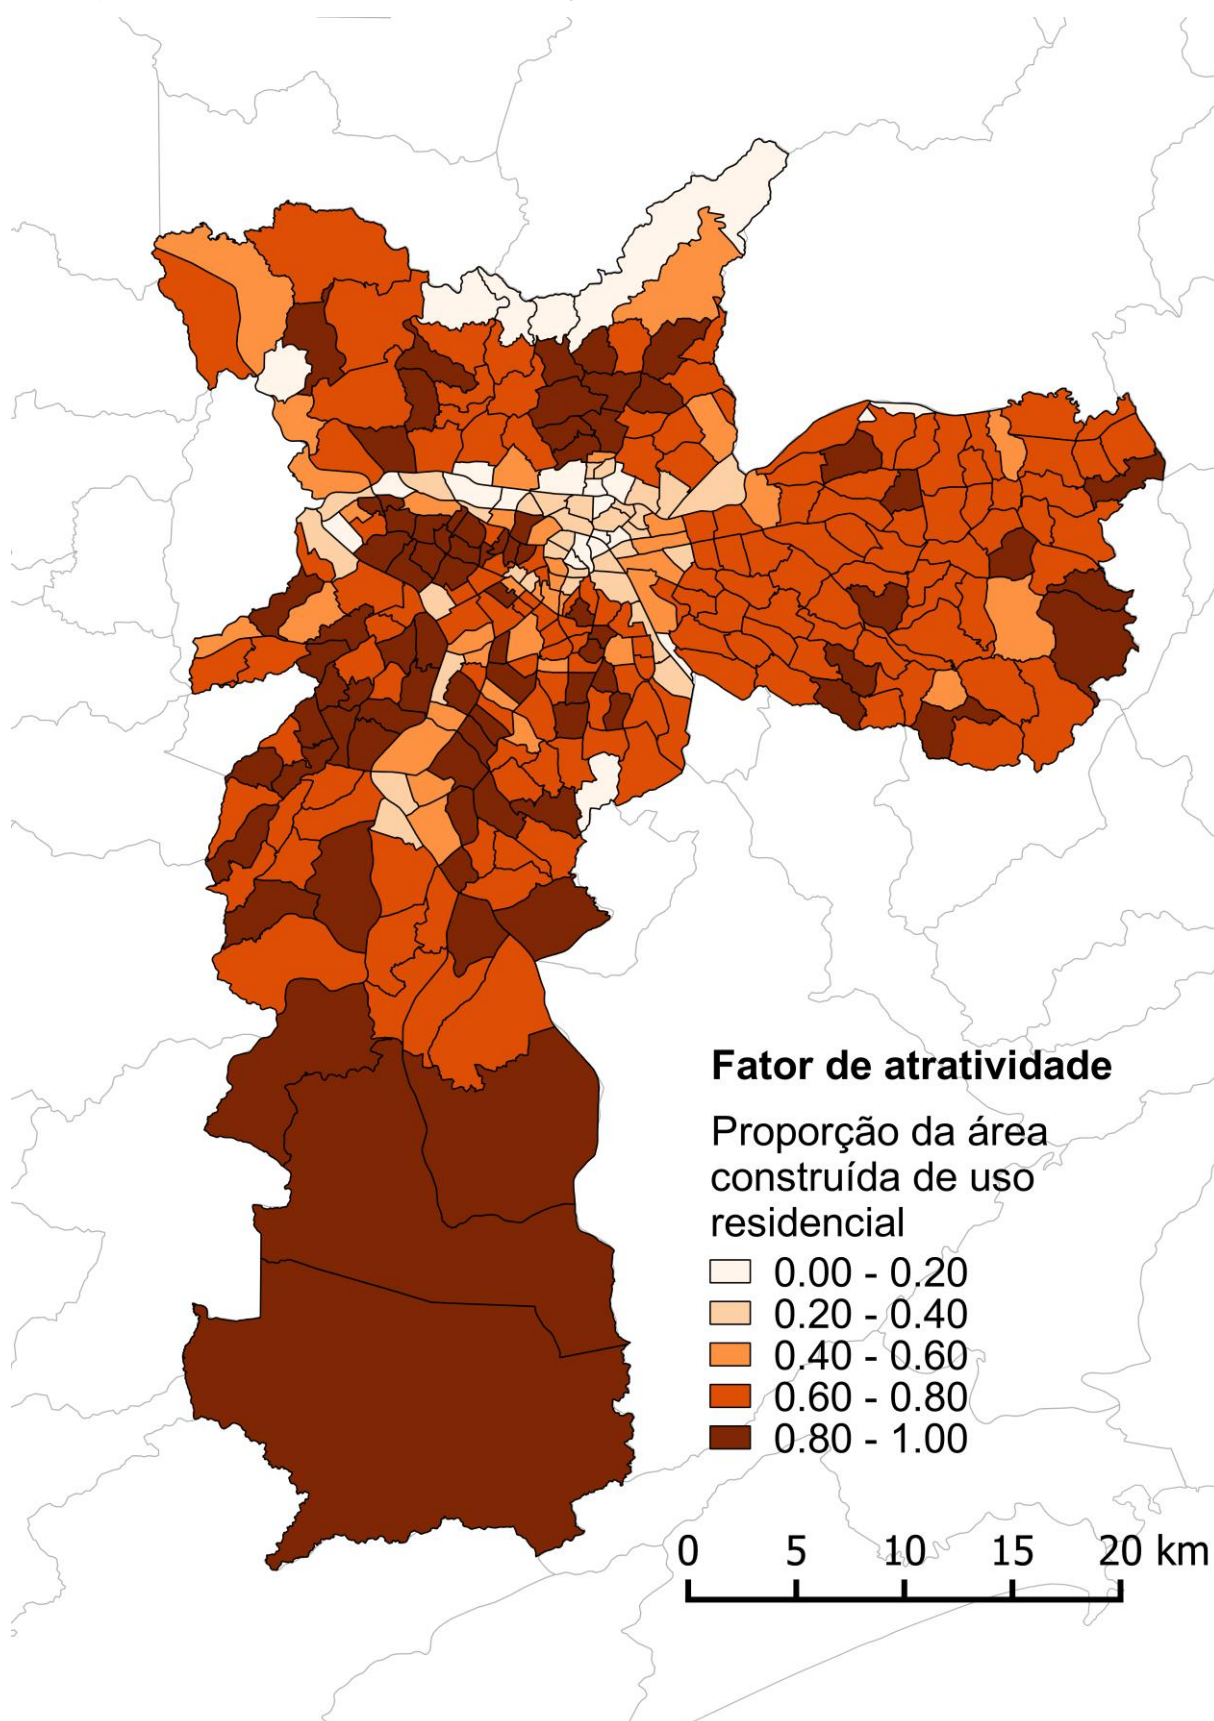 Fator de atratividade
Proporção da área
construída de uso
residencial
0.00 - 0.20
0.20 - 0.40
0.40 - 0.60
0.60 - 0.80
0.80 - 1.00
0 5 10 15 20 km